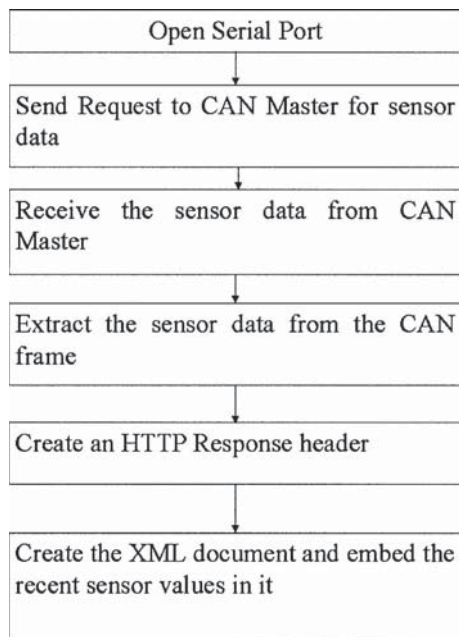 Open Serial Port
Send Request to CAN Master for sensor
data
Receive the sensor data from CAN
Master
Extract the sensor data from the CAN
frame
Create an HTTP Response header
Create the XML document and embed the
recent sensor values in it